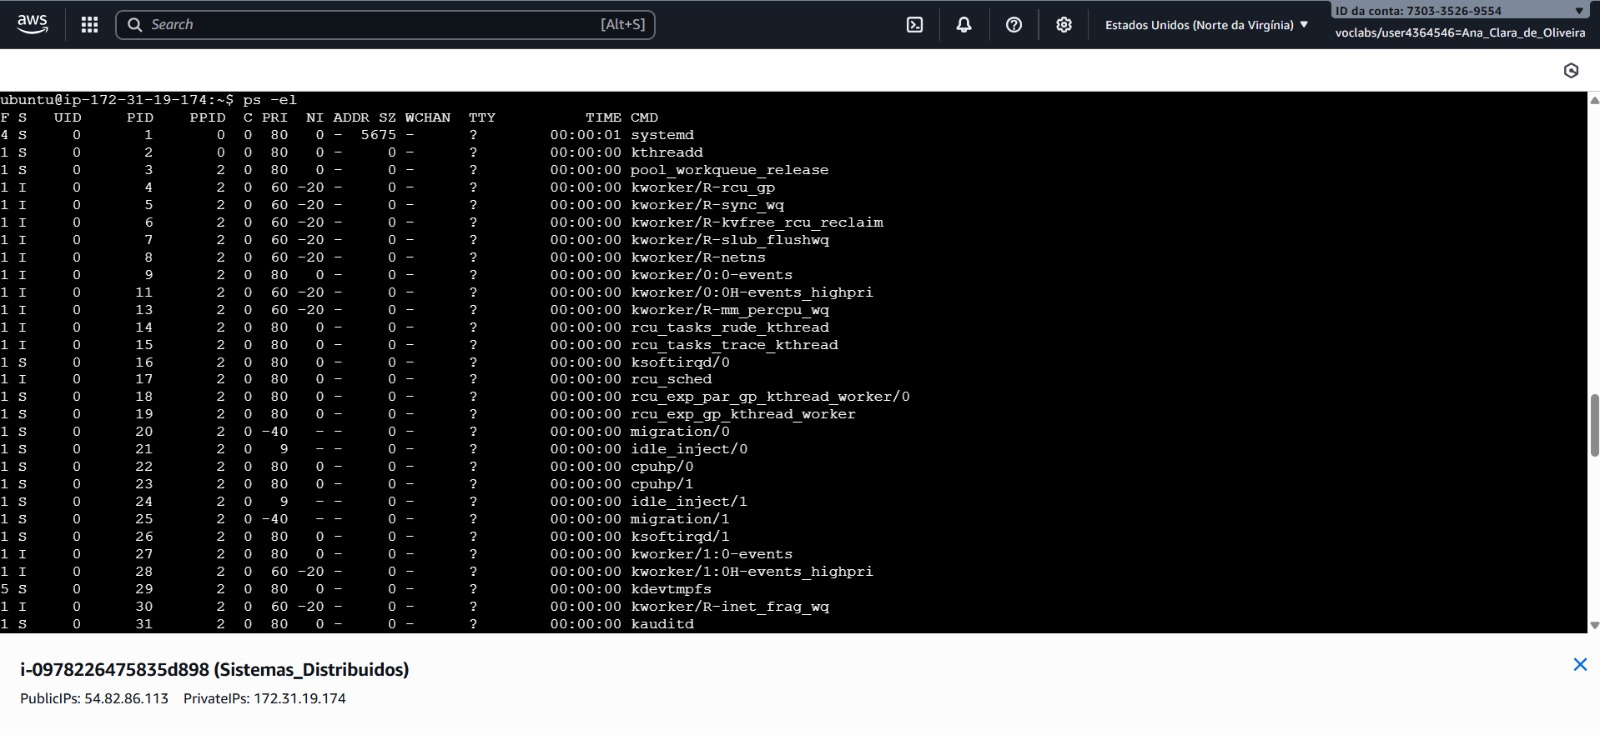 aws
Search [Alt+S]
Estados Unidos (Norte da Virgínia) ▼
ID da conta: 7303-3526-9554 ▼
voclabs/user4364546=Ana_Clara_de_Oliveira
ubuntu@ip-172-31-19-174:~$ ps -el
F S UID PID PPID C PRI NI ADDR SZ WCHAN TTY TIME CMD
4 S 0 1 0 0 80 0 - 5675 - ? 00:00:01 systemd
1 S 0 2 0 0 80 0 - 0 - ? 00:00:00 kthreadd
1 S 0 3 2 0 80 0 - 0 - ? 00:00:00 pool_workqueue_release
1 I 0 4 2 0 60 -20 - 0 - ? 00:00:00 kworker/R-rcu_gp
1 I 0 5 2 0 60 -20 - 0 - ? 00:00:00 kworker/R-sync_wq
1 I 0 6 2 0 60 -20 - 0 - ? 00:00:00 kworker/R-kvfree_rcu_reclaim
1 I 0 7 2 0 60 -20 - 0 - ? 00:00:00 kworker/R-slub_flushwq
1 I 0 8 2 0 60 -20 - 0 - ? 00:00:00 kworker/R-netns
1 I 0 9 2 0 80 0 - 0 - ? 00:00:00 kworker/0:0-events
1 I 0 11 2 0 60 -20 - 0 - ? 00:00:00 kworker/0:0H-events_highpri
1 I 0 13 2 0 60 -20 - 0 - ? 00:00:00 kworker/R-mm_percpu_wq
1 I 0 14 2 0 80 0 - 0 - ? 00:00:00 rcu_tasks_rude_kthread
1 I 0 15 2 0 80 0 - 0 - ? 00:00:00 rcu_tasks_trace_kthread
1 S 0 16 2 0 80 0 - 0 - ? 00:00:00 ksoftirqd/0
1 I 0 17 2 0 80 0 - 0 - ? 00:00:00 rcu_sched
1 S 0 18 2 0 80 0 - 0 - ? 00:00:00 rcu_exp_par_gp_kthread_worker/0
1 S 0 19 2 0 80 0 - 0 - ? 00:00:00 rcu_exp_gp_kthread_worker
1 S 0 20 2 0 -40 - - 0 - ? 00:00:00 migration/0
1 S 0 21 2 0 9 - - 0 - ? 00:00:00 idle_inject/0
1 S 0 22 2 0 80 0 - 0 - ? 00:00:00 cpuhp/0
1 S 0 23 2 0 80 0 - 0 - ? 00:00:00 cpuhp/1
1 S 0 24 2 0 9 - - 0 - ? 00:00:00 idle_inject/1
1 S 0 25 2 0 -40 - - 0 - ? 00:00:00 migration/1
1 S 0 26 2 0 80 0 - 0 - ? 00:00:00 ksoftirqd/1
1 I 0 27 2 0 80 0 - 0 - ? 00:00:00 kworker/1:0-events
1 I 0 28 2 0 60 -20 - 0 - ? 00:00:00 kworker/1:0H-events_highpri
5 S 0 29 2 0 80 0 - 0 - ? 00:00:00 kdevtmpfs
1 I 0 30 2 0 60 -20 - 0 - ? 00:00:00 kworker/R-inet_frag_wq
1 S 0 31 2 0 80 0 - 0 - ? 00:00:00 kauditd
i-0978226475835d898 (Sistemas_Distribuidos)
PublicIPs: 54.82.86.113 PrivateIPs: 172.31.19.174